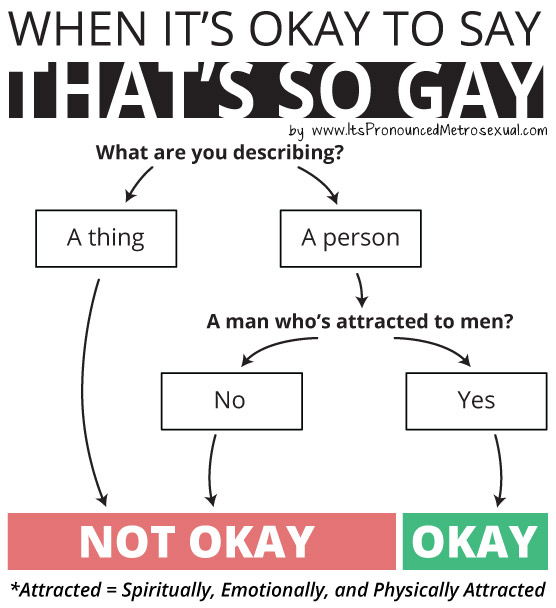 WHEN IT'S OKAY TO SAY
THAT'S SO GAY
by www.ItsPronouncedMetrosexual.com
What are you describing?
A thing
A person
A man who's attracted to men?
No
Yes
NOT OKAY
OKAY
*Attracted = Spiritually, Emotionally, and Physically Attracted